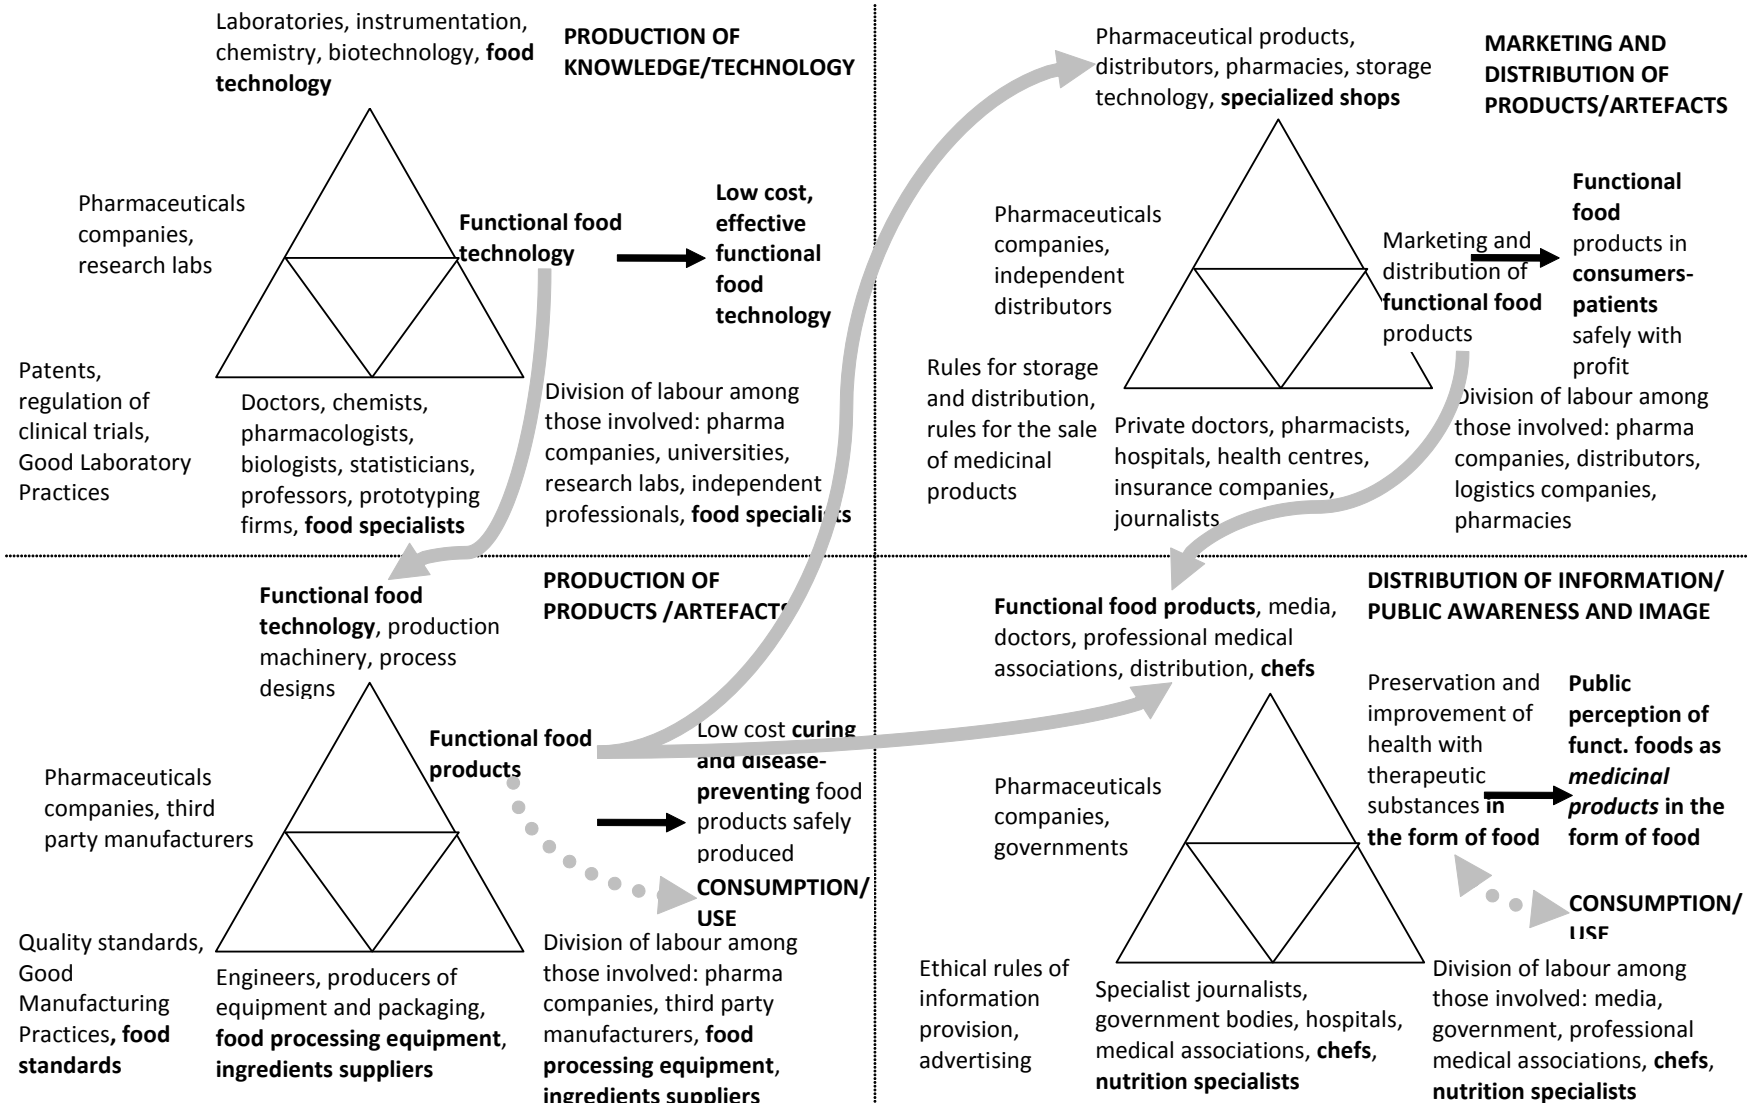 Laboratories, instrumentation,
chemistry, biotechnology, food
technology
PRODUCTION OF
KNOWLEDGE/TECHNOLOGY
Pharmaceuticals
companies,
research labs
Functional food
technology
Low cost,
effective
functional
food
technology
Patents,
regulation of
clinical trials,
Good Laboratory
Practices
Doctors, chemists,
pharmacologists,
biologists, statisticians,
professors, prototyping
firms, food specialists
Division of labour among
those involved: pharma
companies, universities,
research labs, independent
professionals, food specialists
Pharmaceutical products,
distributors, pharmacies, storage
technology, specialized shops
MARKETING AND
DISTRIBUTION OF
PRODUCTS/ARTEFACTS
Pharmaceuticals
companies,
independent
distributors
Marketing and
distribution of
functional food
products
Functional
food
products in
consumers-
patients
safely with
profit
Rules for storage
and distribution,
rules for the sale
of medicinal
products
Private doctors, pharmacists,
hospitals, health centres,
insurance companies,
journalists
Division of labour among
those involved: pharma
companies, distributors,
logistics companies,
pharmacies
Functional food
technology, production
machinery, process
designs
PRODUCTION OF
PRODUCTS /ARTEFACTS
Pharmaceuticals
companies, third
party manufacturers
Functional food
products
Low cost curing
and disease-
preventing food
products safely
produced
CONSUMPTION/
USE
Quality standards,
Good
Manufacturing
Practices, food
standards
Engineers, producers of
equipment and packaging,
food processing equipment,
ingredients suppliers
Division of labour among
those involved: pharma
companies, third party
manufacturers, food
processing equipment,
ingredients suppliers
Functional food products, media,
doctors, professional medical
associations, distribution, chefs
DISTRIBUTION OF INFORMATION/
PUBLIC AWARENESS AND IMAGE
Pharmaceuticals
companies,
governments
Preservation and
improvement of
health with
therapeutic
substances in
the form of food
Public
perception of
funct. foods as
medicinal
products in the
form of food
CONSUMPTION/
USE
Ethical rules of
information
provision,
advertising
Specialist journalists,
government bodies, hospitals,
medical associations, chefs,
nutrition specialists
Division of labour among
those involved: media,
government, professional
medical associations, chefs,
nutrition specialists